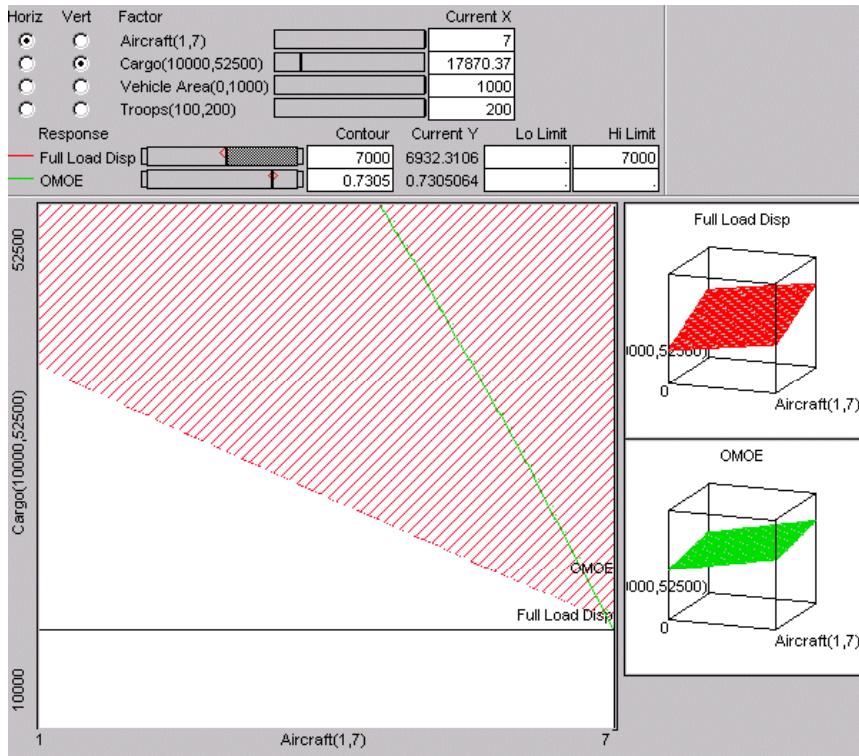 Horiz Vert Factor Current X
Aircraft(1,7) 7
Cargo(10000,52500) 17870.37
Vehicle Area(0,1000) 1000
Troops(100,200) 200
Response Contour Current Y Lo Limit Hi Limit
Full Load Disp 7000 6932.3106 . 7000
OMOE 0.7305 0.7305064 . .
52500
Cargo(10000,52500)
10000
OMOE
Full Load Disp
1 Aircraft(1,7) 7
Full Load Disp
0000,52500)
0
Aircraft(1,7)
OMOE
0000,52500)
0
Aircraft(1,7)